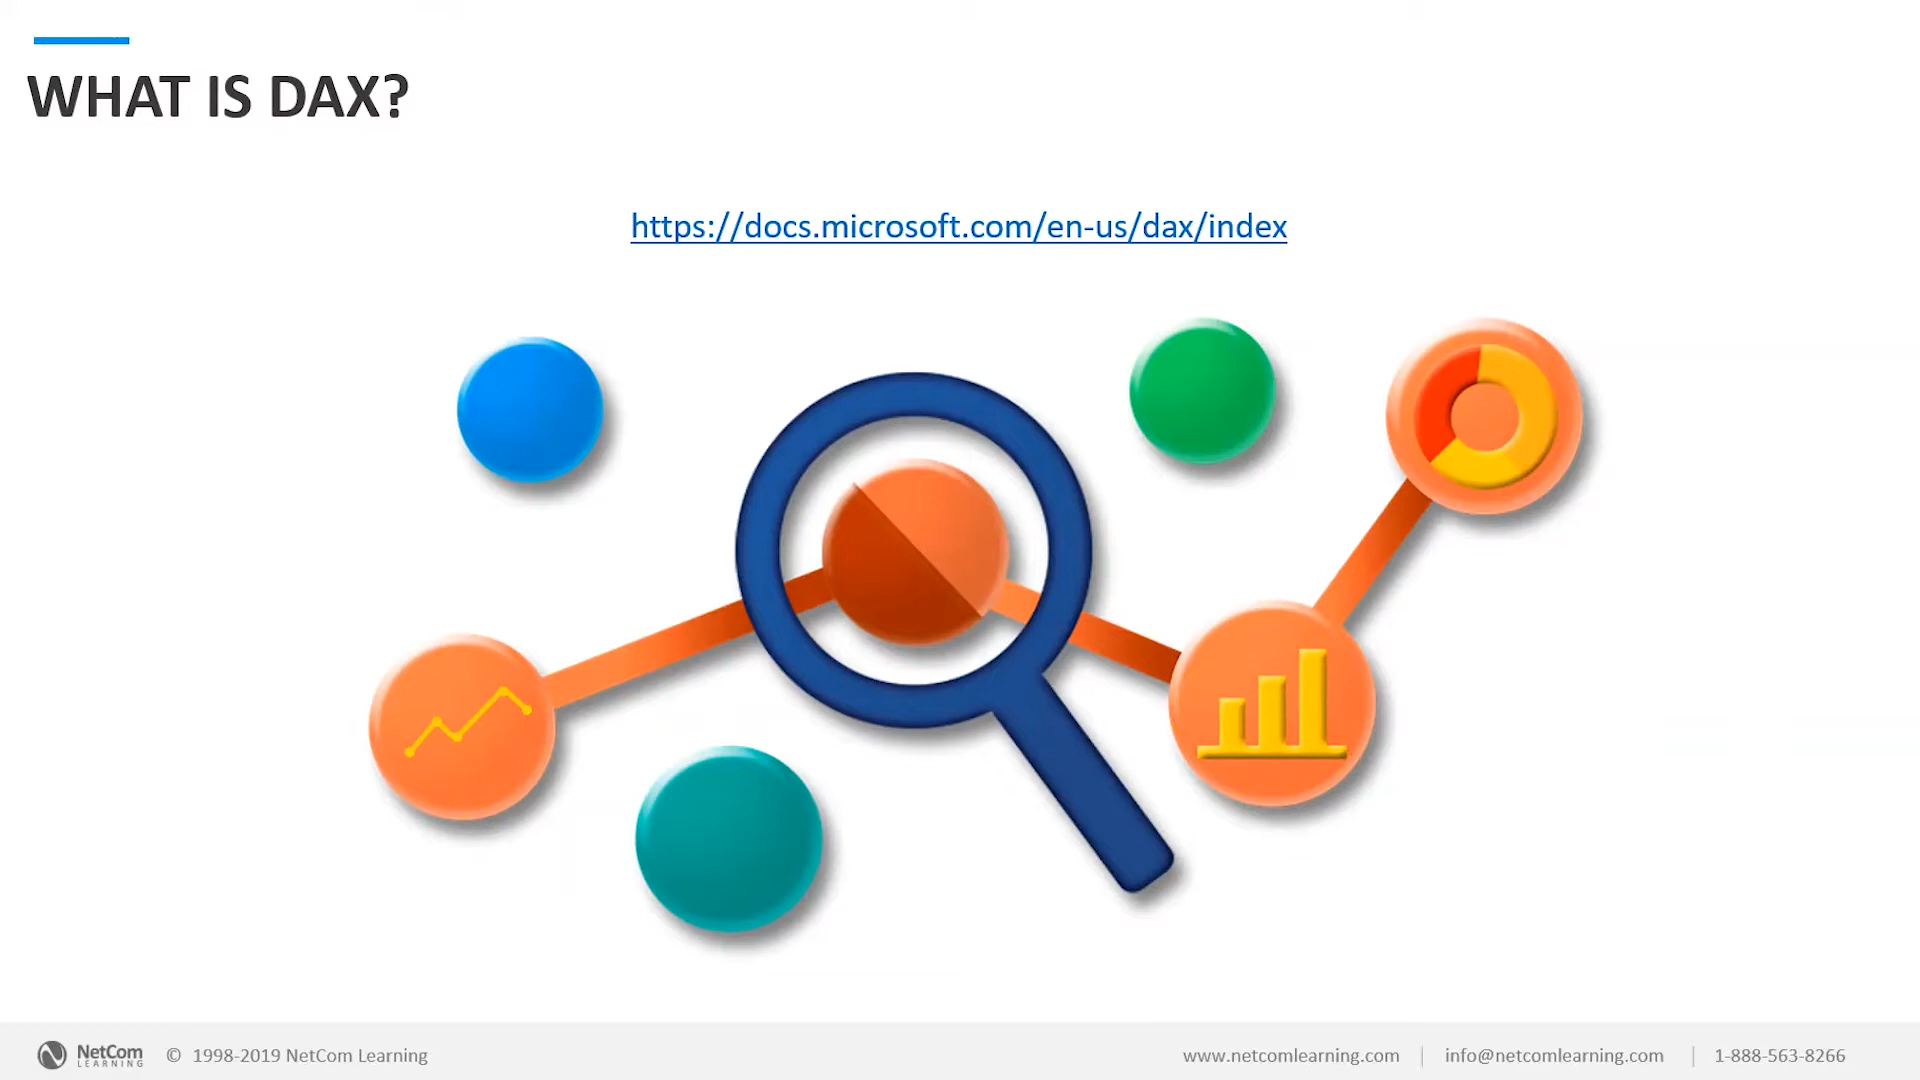 WHAT IS DAX?
https://docs.microsoft.com/en-us/dax/index
NetCom
LEARNING
© 1998-2019 NetCom Learning
www.netcomlearning.com | info@netcomlearning.com | 1-888-563-8266